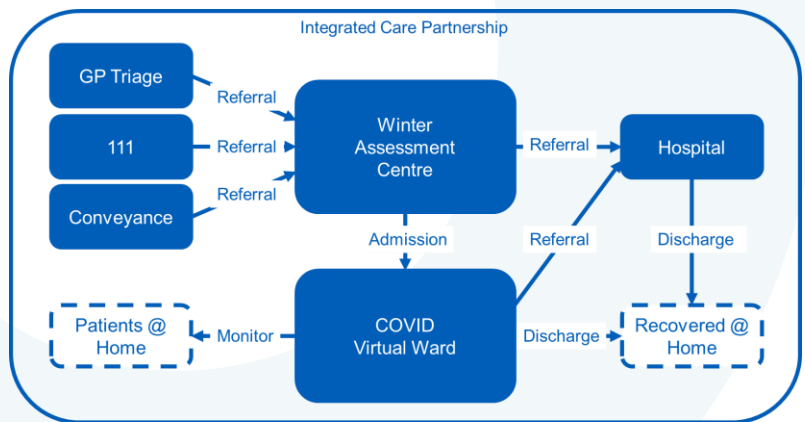 Integrated Care Partnership
GP Triage
Referral
111
Referral
Conveyance
Referral
Winter
Assessment
Centre
Referral
Hospital
Admission
Referral
Discharge
Patients @
Home
Monitor
COVID
Virtual Ward
Discharge
Recovered @
Home